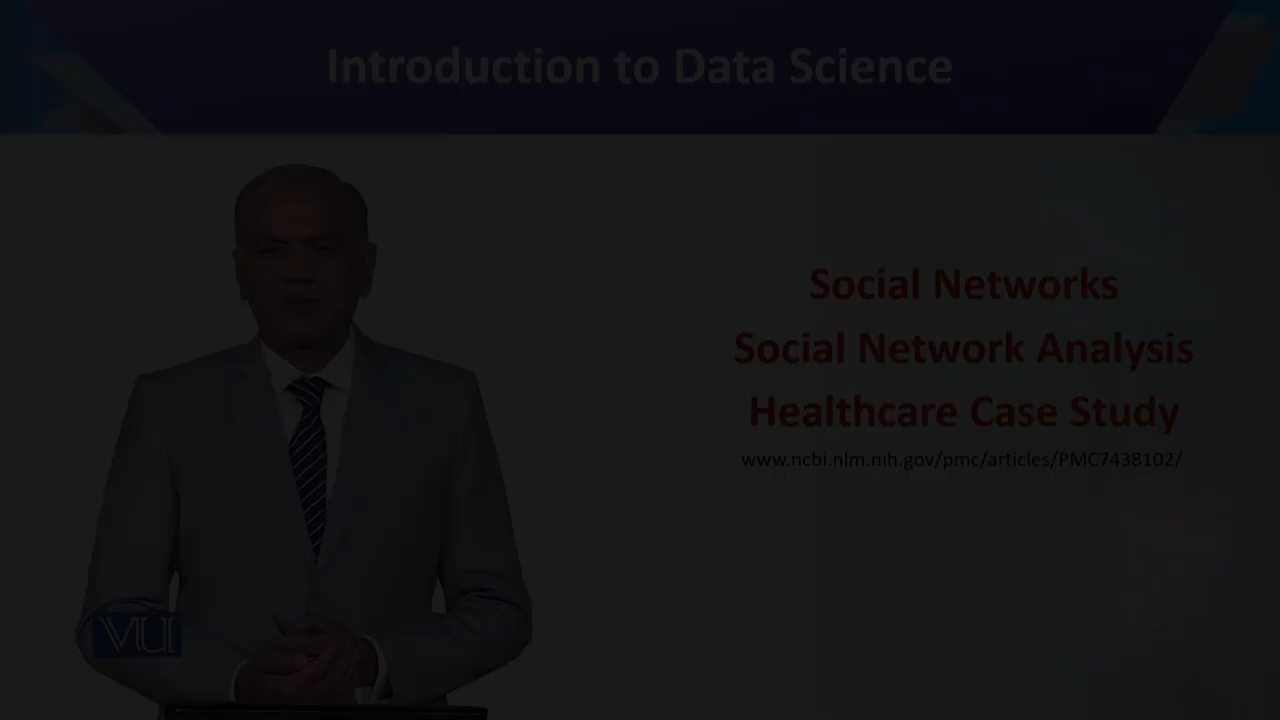 Introduction to Data Science
Social Networks
Social Network Analysis
Healthcare Case Study
www.ncbi.nlm.nih.gov/pmc/articles/PMC7438102/
VU